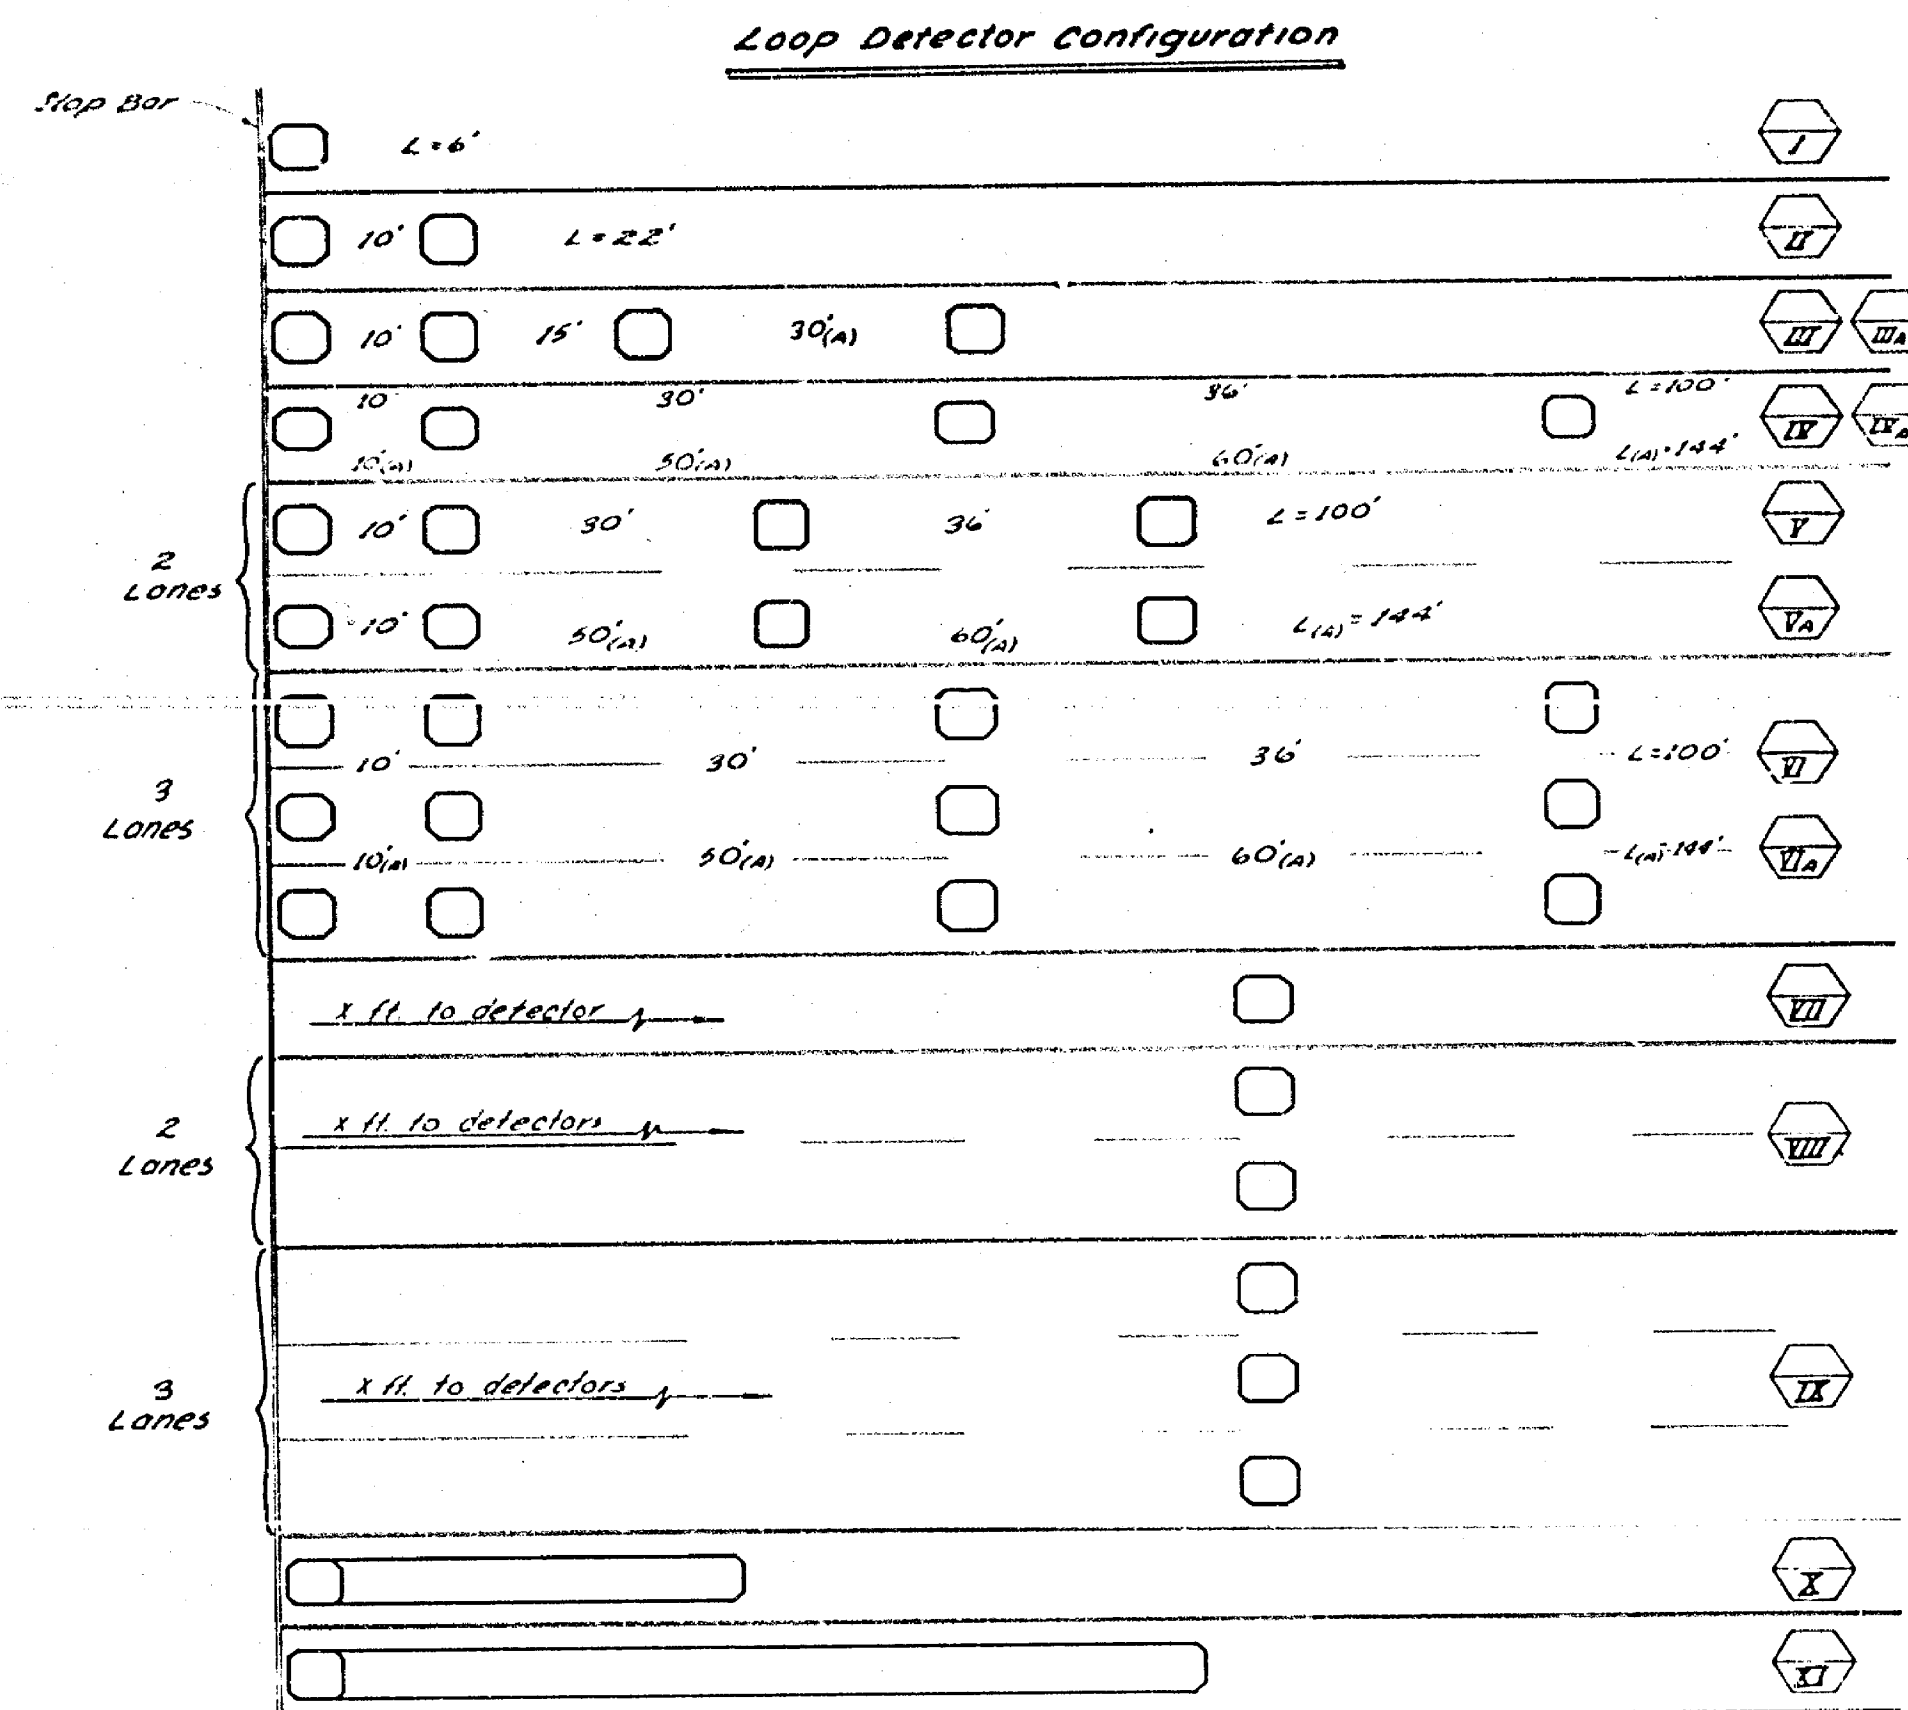 Loop Detector Configuration
Stop Bar
L = 6' I
10' L = 22' II
10' 15' 30'(A) III IIIA
10' 30' 36' L = 100' IV IVA
10'(A) 50'(A) 60'(A) L(A) = 144'
10' 30' 36' L = 100' V
2
Lanes
10' 50'(A) 60'(A) L(A) = 144' VA
10' 30' 36' L = 100' VI
3
Lanes
10'(A) 50'(A) 60'(A) L(A) = 144' VIA
x ft. to detector VII
2
Lanes
x ft. to detectors VIII
3
Lanes
x ft. to detectors IX
X
XI